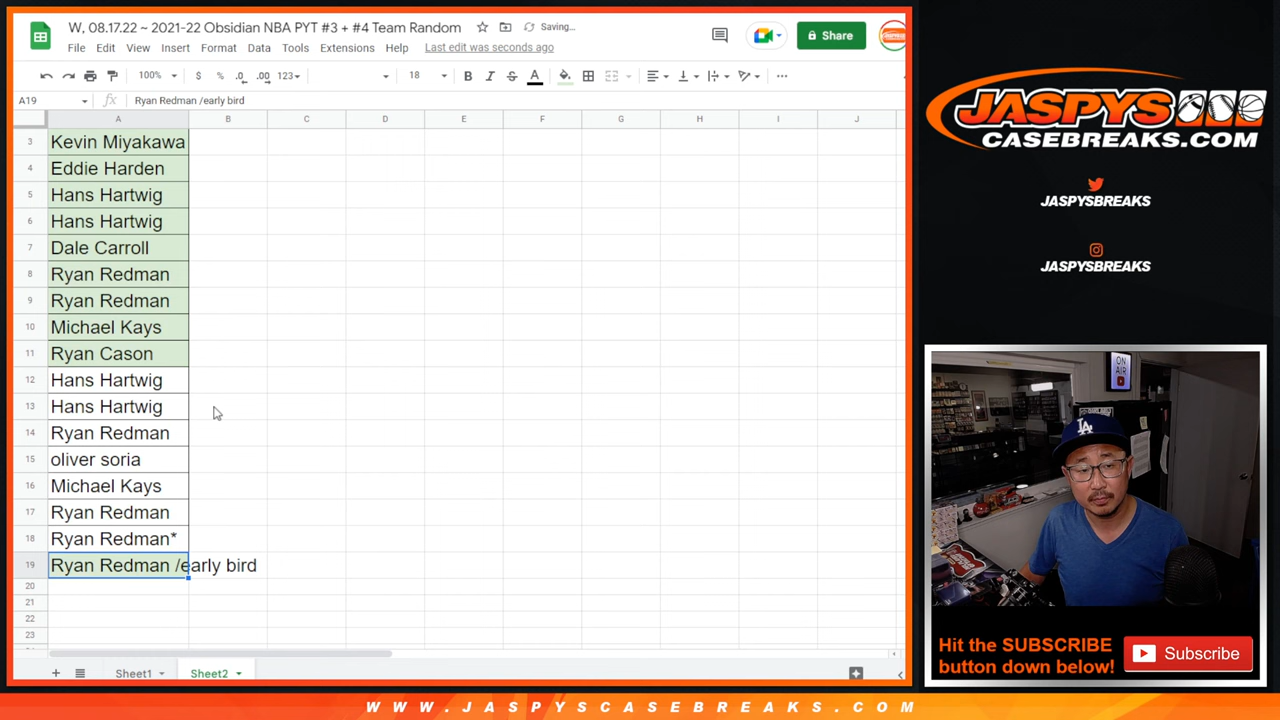 W, 08.17.22 ~ 2021-22 Obsidian NBA PYT #3 + #4 Team Random
Saving...
File Edit View Insert Format Data Tools Extensions Help Last edit was seconds ago
Share
100% $ % .0 .00 123 18 B I S A
A19 fx Ryan Redman /early bird
A B C D E F G H I J
3 Kevin Miyakawa
4 Eddie Harden
5 Hans Hartwig
6 Hans Hartwig
7 Dale Carroll
8 Ryan Redman
9 Ryan Redman
10 Michael Kays
11 Ryan Cason
12 Hans Hartwig
13 Hans Hartwig
14 Ryan Redman
15 oliver soria
16 Michael Kays
17 Ryan Redman
18 Ryan Redman*
19 Ryan Redman /early bird
20
21
22
23
Sheet1 Sheet2
JASPYS
CASEBREAKS.COM
JASPYSBREAKS
JASPYSBREAKS
ON
AIR
LA
Hit the SUBSCRIBE
button down below!
Subscribe
WWW.JASPYSCASEBREAKS.COM